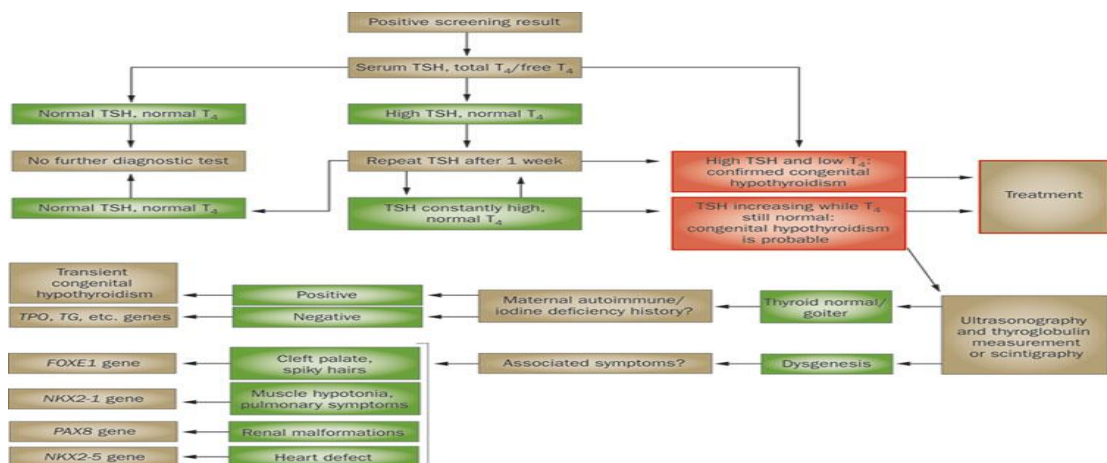 Positive screening result
Serum TSH, total T₄/free T₄
Normal TSH, normal T₄
High TSH, normal T₄
No further diagnostic test
Repeat TSH after 1 week
High TSH and low T₄:
confirmed congenital
hypothyroidism
Treatment
Normal TSH, normal T₄
TSH constantly high,
normal T₄
TSH increasing while T₄
still normal:
congenital hypothyroidism
is probable
Transient
congenital
hypothyroidism
Positive
Maternal autoimmune/
iodine deficiency history?
Thyroid normal/
goiter
Ultrasonography
and thyroglobulin
measurement
or scintigraphy
TPO, TG, etc. genes
Negative
FOXE1 gene
Cleft palate,
spiky hairs
Associated symptoms?
Dysgenesis
NKX2-1 gene
Muscle hypotonia,
pulmonary symptoms
PAX8 gene
Renal malformations
NKX2-5 gene
Heart defect